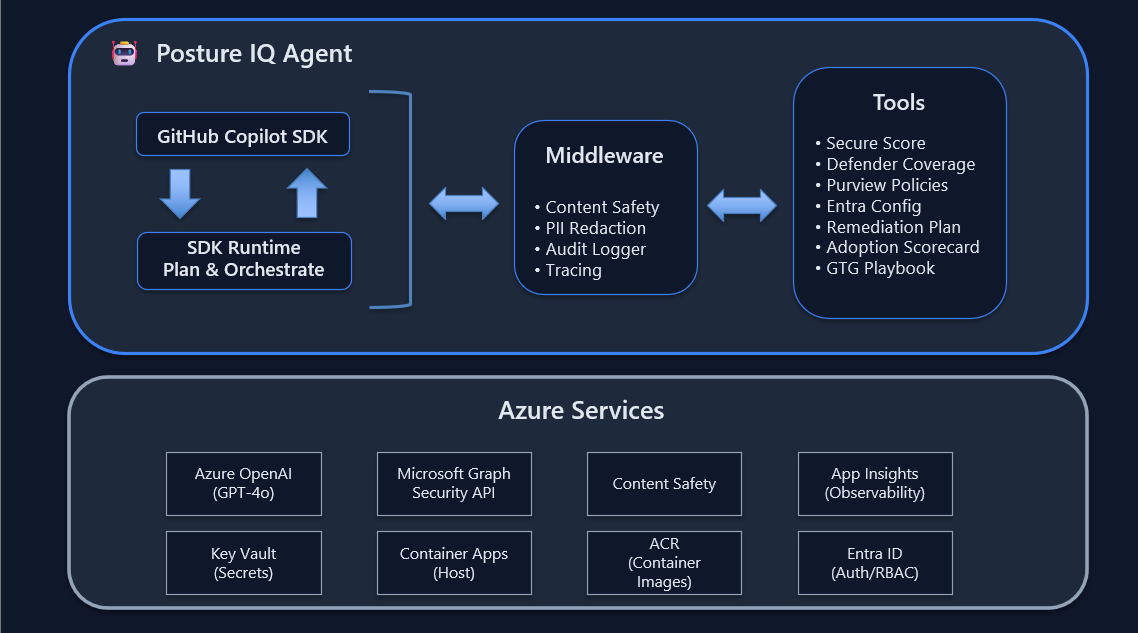 Posture IQ Agent
GitHub Copilot SDK
SDK Runtime
Plan & Orchestrate
Middleware
• Content Safety
• PII Redaction
• Audit Logger
• Tracing
Tools
• Secure Score
• Defender Coverage
• Purview Policies
• Entra Config
• Remediation Plan
• Adoption Scorecard
• GTG Playbook
Azure Services
Azure OpenAI
(GPT-4o)
Microsoft Graph
Security API
Content Safety
App Insights
(Observability)
Key Vault
(Secrets)
Container Apps
(Host)
ACR
(Container
Images)
Entra ID
(Auth/RBAC)